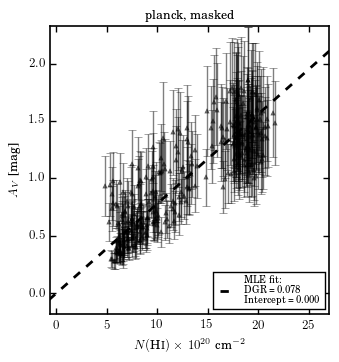 planck, masked
A_V [mag]
2.0
1.5
1.0
0.5
0.0
MLE fit:
DGR = 0.078
Intercept = 0.000
0 5 10 15 20 25
N(HI) × 10^20 cm^−2